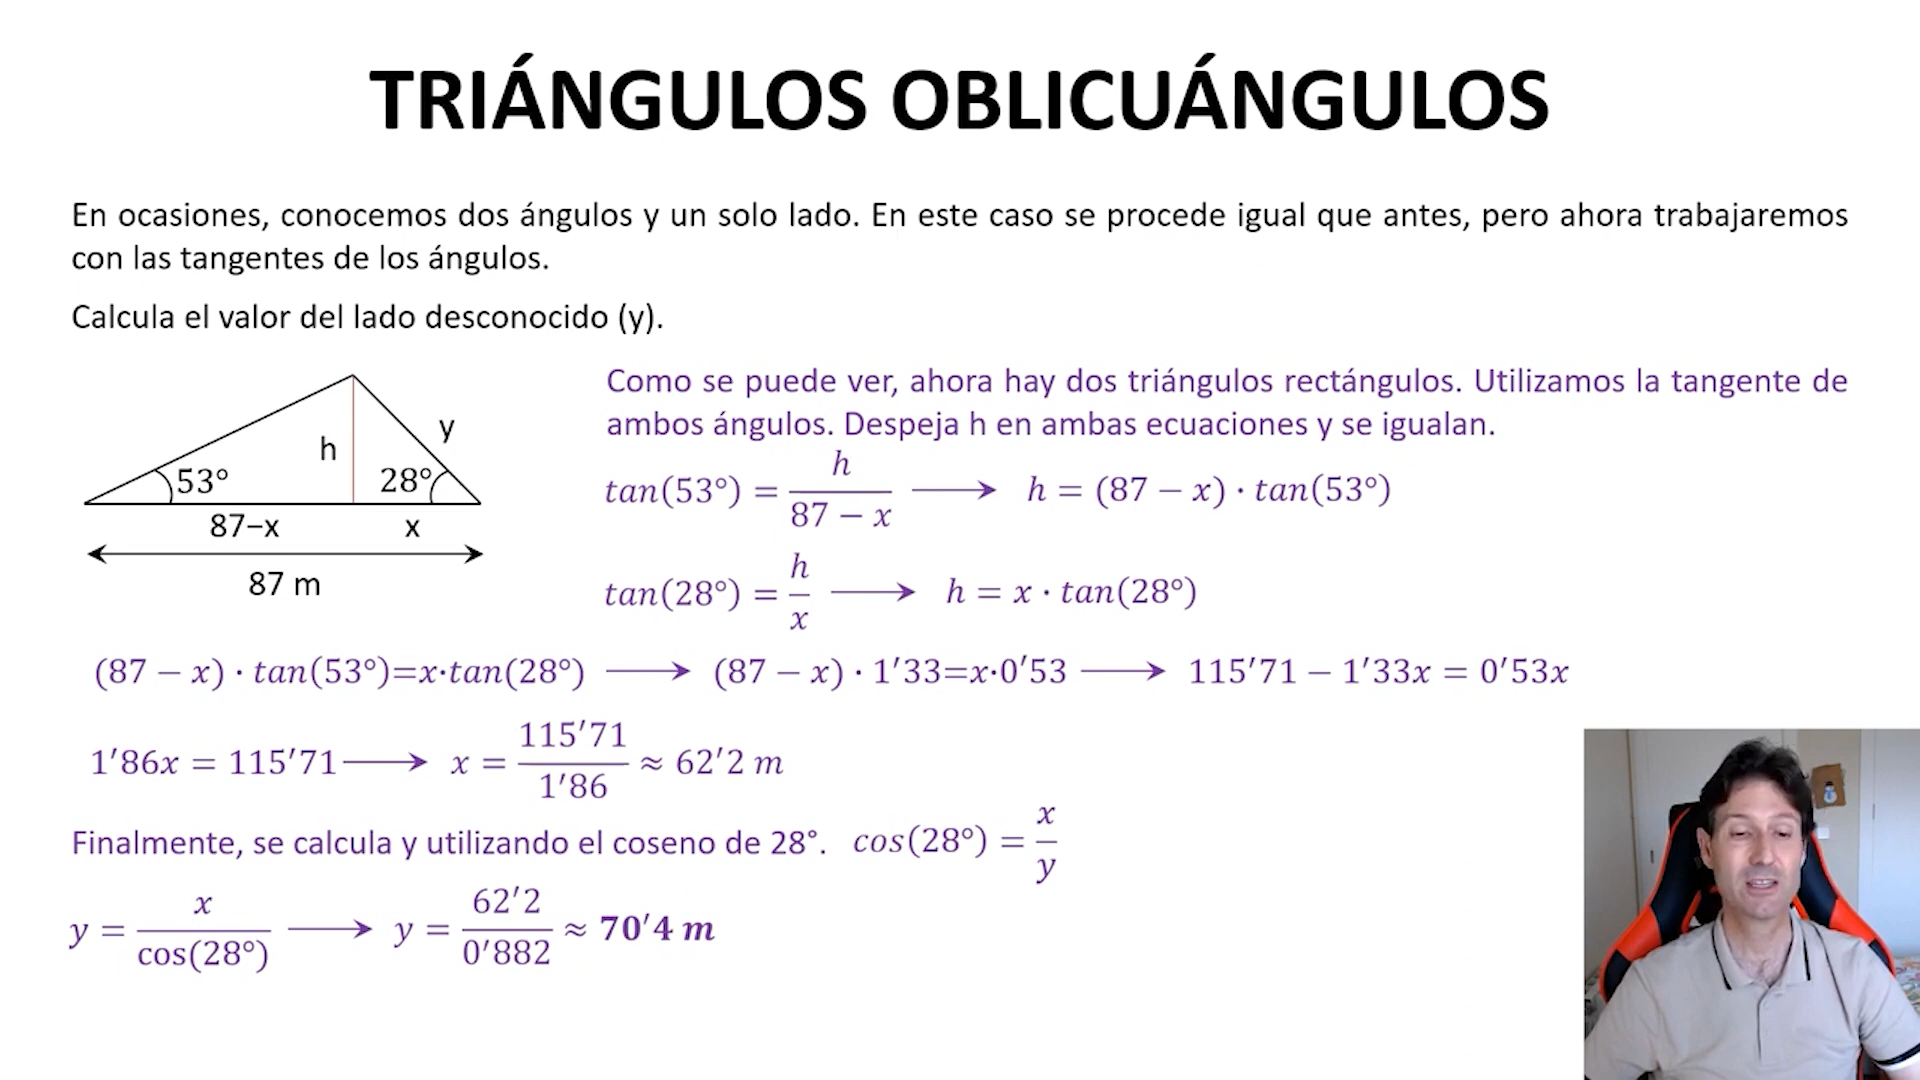 TRIÁNGULOS OBLICUÁNGULOS
En ocasiones, conocemos dos ángulos y un solo lado. En este caso se procede igual que antes, pero ahora trabajaremos
con las tangentes de los ángulos.
Calcula el valor del lado desconocido (y).
h
y
53°
28°
87−x
x
87 m
Como se puede ver, ahora hay dos triángulos rectángulos. Utilizamos la tangente de
ambos ángulos. Despeja h en ambas ecuaciones y se igualan.
tan(53°) = h / (87 − x) ⟶ h = (87 − x) · tan(53°)
tan(28°) = h / x ⟶ h = x · tan(28°)
(87 − x) · tan(53°)=x·tan(28°) ⟶ (87 − x) · 1′33=x·0′53 ⟶ 115′71 − 1′33x = 0′53x
1′86x = 115′71 ⟶ x = 115′71 / 1′86 ≈ 62′2 m
Finalmente, se calcula y utilizando el coseno de 28°. cos(28°) = x / y
y = x / cos(28°) ⟶ y = 62′2 / 0′882 ≈ 70′4 m